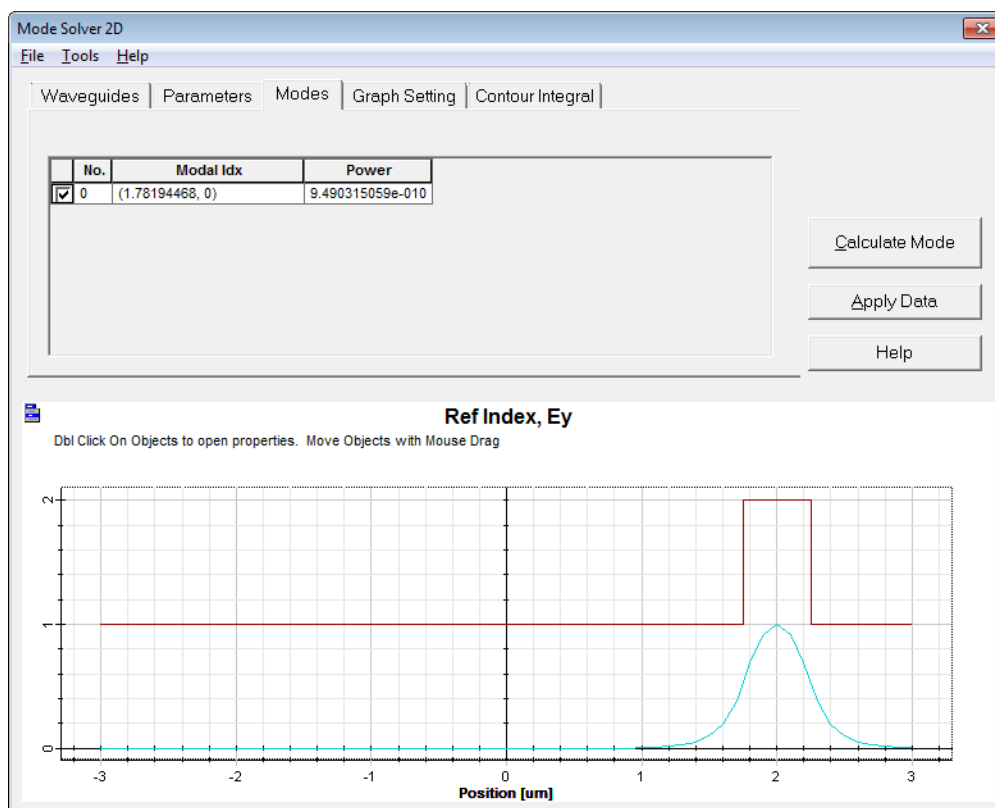 Mode Solver 2D
File Tools Help
Waveguides Parameters Modes Graph Setting Contour Integral
No. Modal Idx Power
0 (1.78194468, 0) 9.490315059e-010
Calculate Mode
Apply Data
Help
Ref Index, Ey
Dbl Click On Objects to open properties. Move Objects with Mouse Drag
2
1
0
-3 -2 -1 0 1 2 3
Position [um]